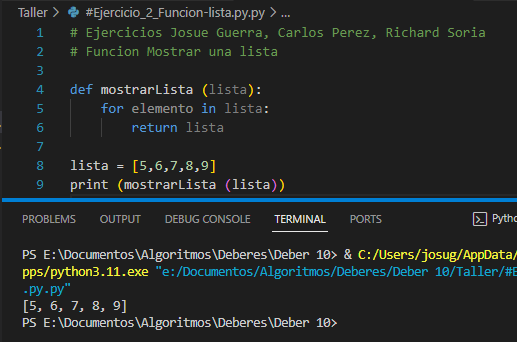 Taller > #Ejercicio_2_Funcion-lista.py.py > ...
1 # Ejercicios Josue Guerra, Carlos Perez, Richard Soria
2 # Funcion Mostrar una lista
3
4 def mostrarLista (lista):
5 for elemento in lista:
6 return lista
7
8 lista = [5,6,7,8,9]
9 print (mostrarLista (lista))
PROBLEMS OUTPUT DEBUG CONSOLE TERMINAL PORTS Pyth
PS E:\Documentos\Algoritmos\Deberes\Deber 10> & C:/Users/josug/AppData/
pps/python3.11.exe "e:/Documentos/Algoritmos/Deberes/Deber 10/Taller/#E
.py.py"
[5, 6, 7, 8, 9]
PS E:\Documentos\Algoritmos\Deberes\Deber 10>